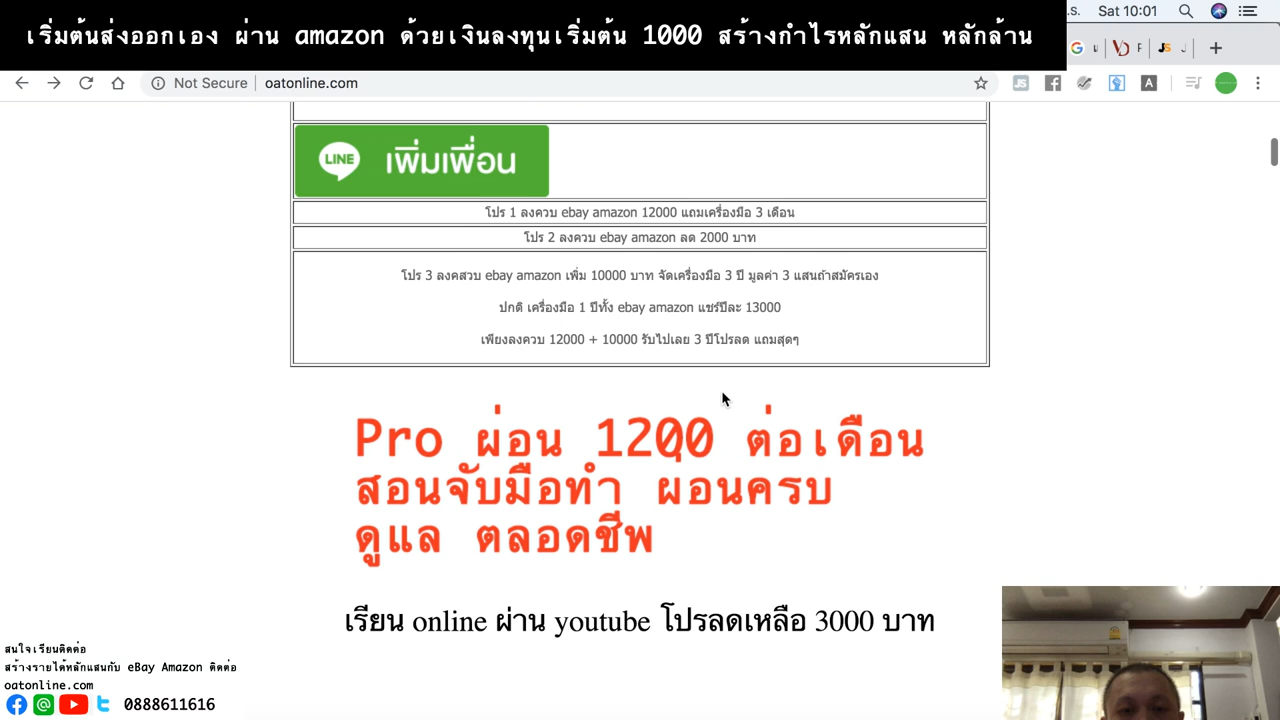 เริ่มต้นส่งออกเอง ผ่าน amazon ด้วยเงินลงทุนเริ่มต้น 1000 สร้างกำไรหลักแสน หลักล้าน
ร. Sat 10:01
Not Secure oatonline.com
LINE เพิ่มเพื่อน
โปร 1 ลงควบ ebay amazon 12000 แถมเครื่องมือ 3 เดือน
โปร 2 ลงควบ ebay amazon ลด 2000 บาท
โปร 3 ลงคสวบ ebay amazon เพิ่ม 10000 บาท จัดเครื่องมือ 3 ปี มูลค่า 3 แสนถ้าสมัครเอง
ปกติ เครื่องมือ 1 ปีทั้ง ebay amazon แชร์ปีละ 13000
เพียงลงควบ 12000 + 10000 รับไปเลย 3 ปีโปรลด แถมสุดๆ
Pro ผ่อน 1200 ต่อเดือน
สอนจับมือทำ ผ่อนครบ
ดูแล ตลอดชีพ
เรียน online ผ่าน youtube โปรลดเหลือ 3000 บาท
สนใจเรียนติดต่อ
สร้างรายได้หลักแสนกับ eBay Amazon ติดต่อ
oatonline.com
0888611616